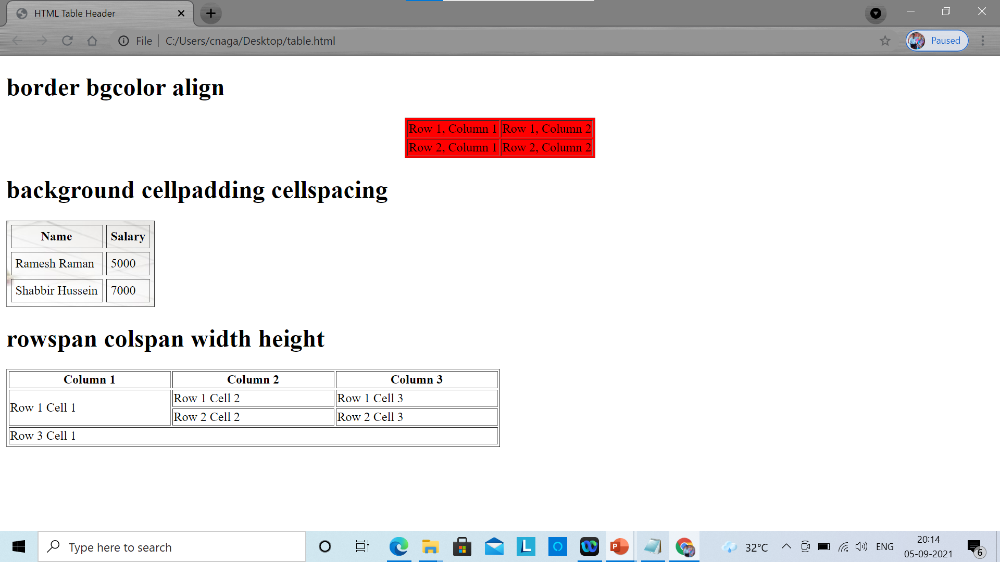 HTML Table Header
File C:/Users/cnaga/Desktop/table.html Paused
border bgcolor align
Row 1, Column 1 Row 1, Column 2
Row 2, Column 1 Row 2, Column 2
background cellpadding cellspacing
Name Salary
Ramesh Raman 5000
Shabbir Hussein 7000
rowspan colspan width height
Column 1 Column 2 Column 3
Row 1 Cell 1 Row 1 Cell 2 Row 1 Cell 3
Row 2 Cell 2 Row 2 Cell 3
Row 3 Cell 1
Type here to search L P 32°C ENG 20:14
05-09-2021 6